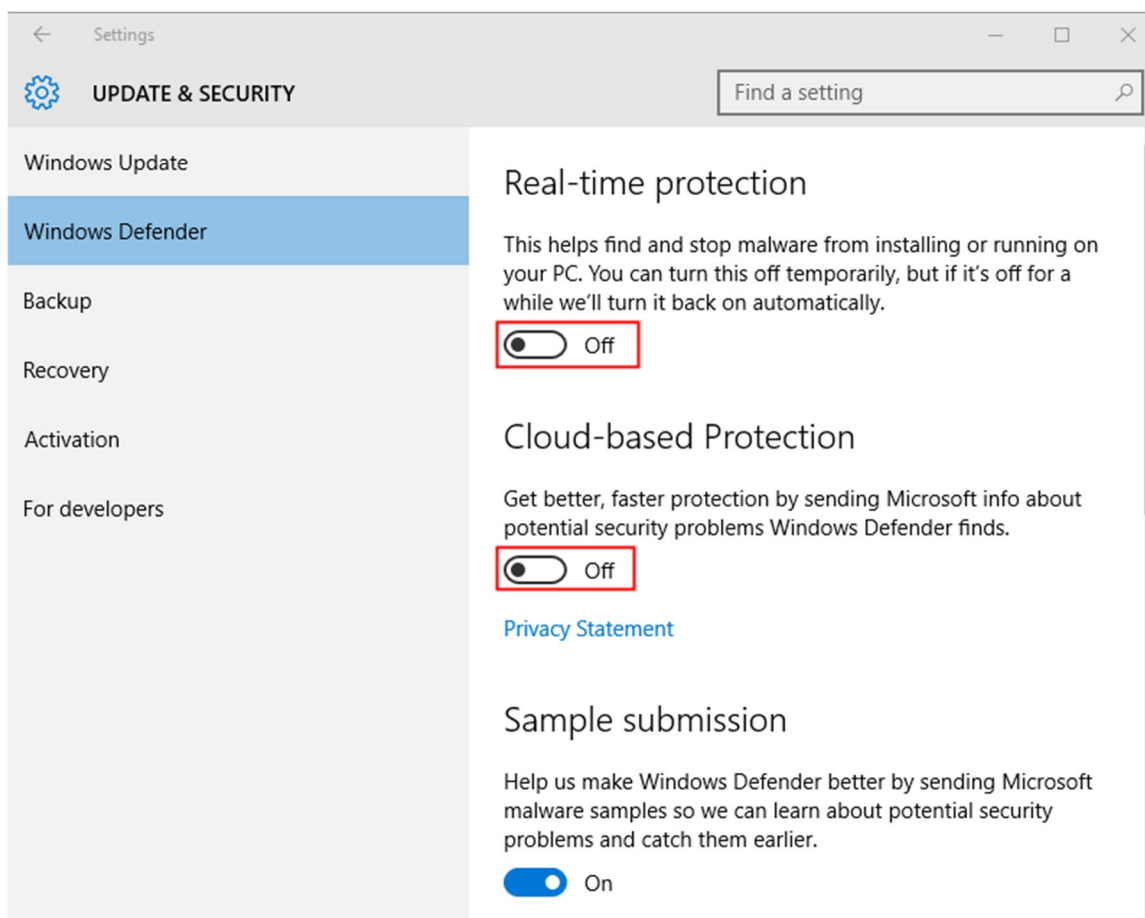 Settings
UPDATE & SECURITY
Find a setting
Windows Update
Windows Defender
Backup
Recovery
Activation
For developers
Real-time protection
This helps find and stop malware from installing or running on
your PC. You can turn this off temporarily, but if it's off for a
while we'll turn it back on automatically.
Off
Cloud-based Protection
Get better, faster protection by sending Microsoft info about
potential security problems Windows Defender finds.
Off
Privacy Statement
Sample submission
Help us make Windows Defender better by sending Microsoft
malware samples so we can learn about potential security
problems and catch them earlier.
On